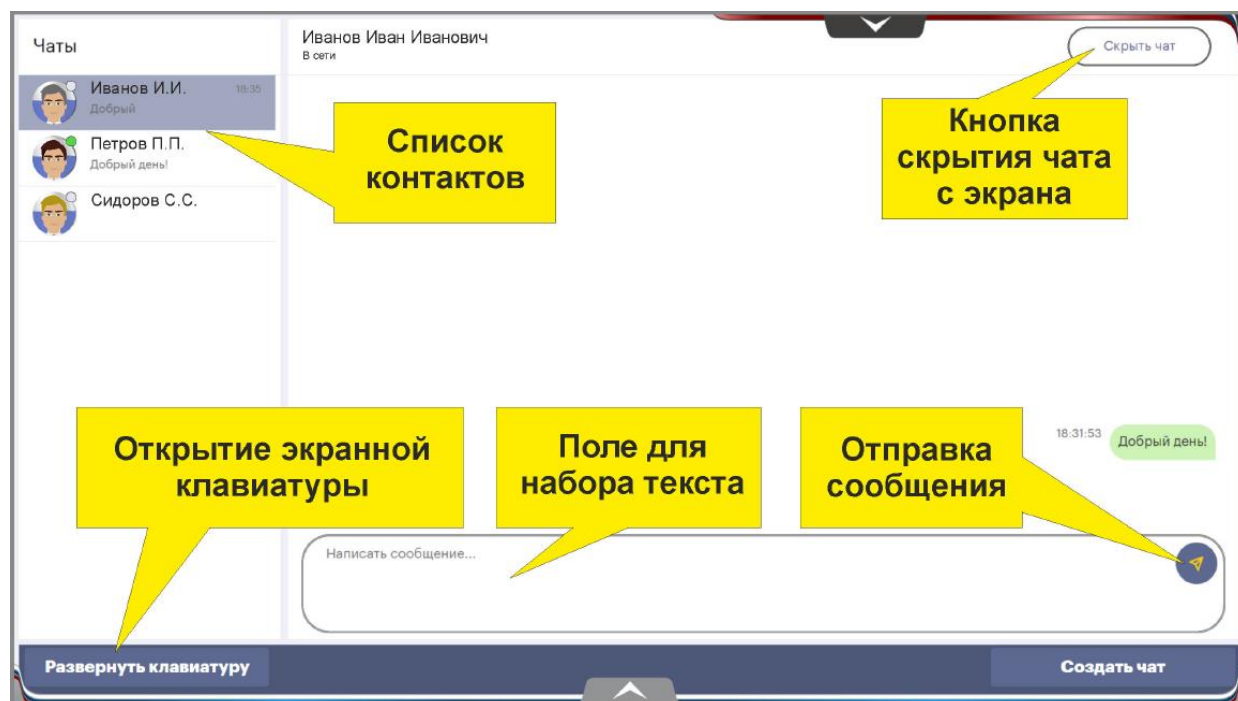 Чаты
Иванов Иван Иванович
В сети
Скрыть чат
Иванов И.И.
18:35
Добрый
Петров П.П.
Добрый день!
Сидоров С.С.
Список
контактов
Кнопка
скрытия чата
с экрана
Открытие экранной
клавиатуры
Поле для
набора текста
Отправка
сообщения
18:31:53
Добрый день!
Написать сообщение...
Развернуть клавиатуру
Создать чат